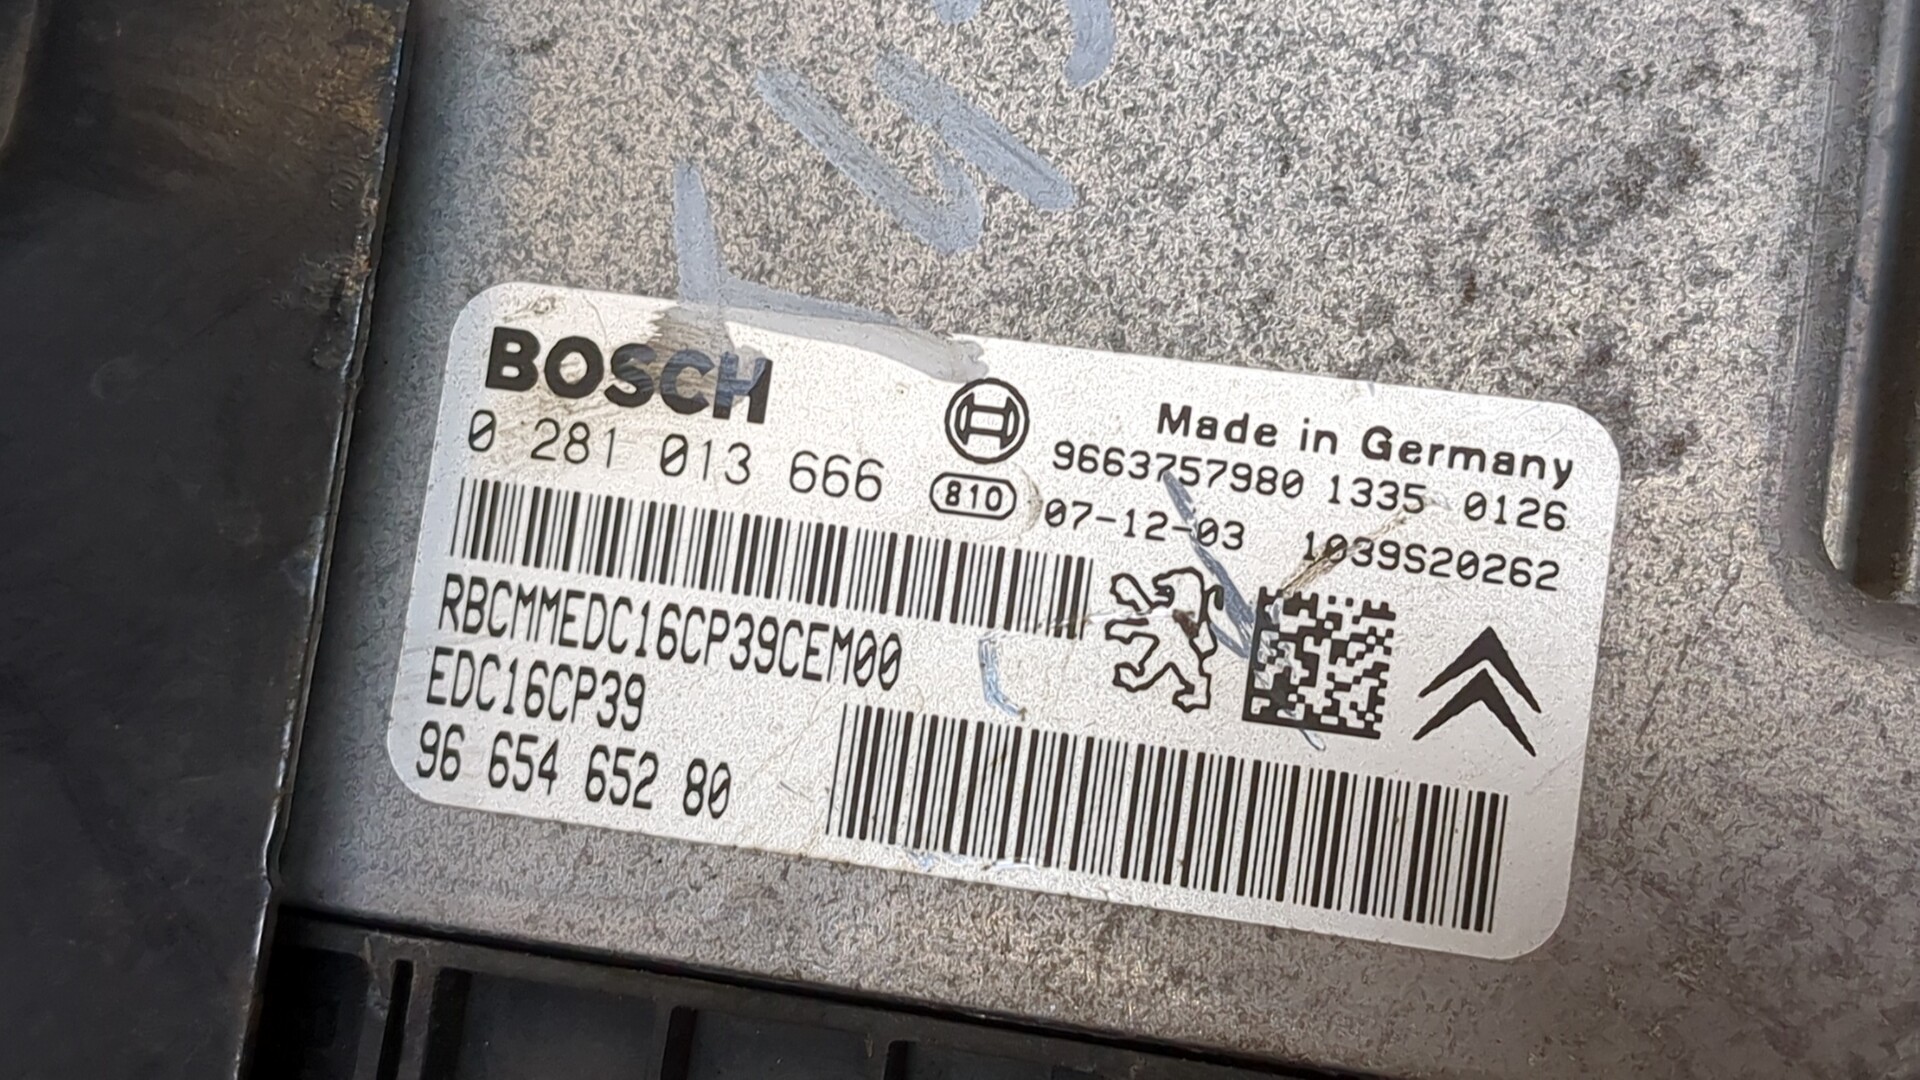 BOSCH
0 281 013 666
Made in Germany
9663757980 1335 0126
810
07-12-03 1039S20262
RBCMMEDC16CP39CEM00
EDC16CP39
96 654 652 80